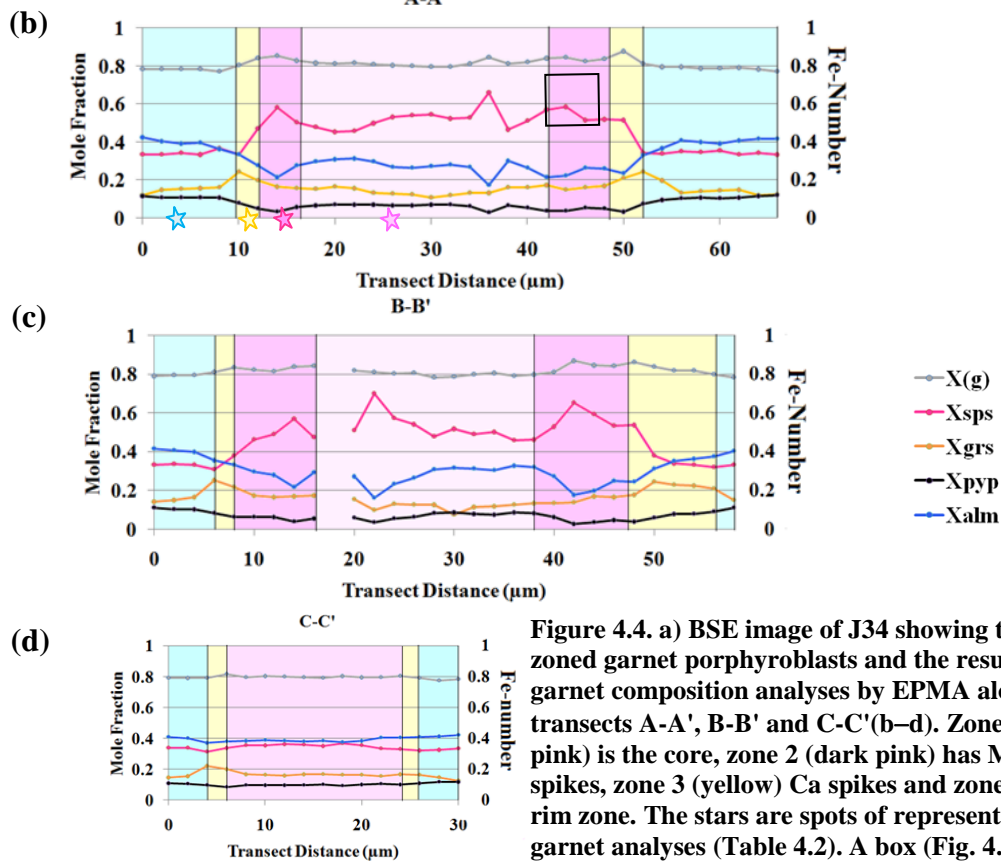 A-A'
(b)
1 1
0.8 0.8
0.6 0.6
0.4 0.4
0.2 0.2
0 0
Mole Fraction
Fe-Number
0 10 20 30 40 50 60
Transect Distance (µm)
B-B'
(c)
1 1
0.8 0.8
0.6 0.6
0.4 0.4
0.2 0.2
0 0
Mole Fraction
Fe-Number
0 10 20 30 40 50
Transect Distance (µm)
X(g)
Xsps
Xgrs
Xpyp
Xalm
C-C'
(d)
1 1
0.8 0.8
0.6 0.6
0.4 0.4
0.2 0.2
0 0
Mole Fraction
Fe-number
0 10 20 30
Transect Distance (µm)
Figure 4.4. a) BSE image of J34 showing
zoned garnet porphyroblasts and the
garnet composition analyses by EPMA
transects A-A', B-B' and C-C'(b–d).
pink) is the core, zone 2 (dark pink) has
spikes, zone 3 (yellow) Ca spikes and
rim zone. The stars are spots of
garnet analyses (Table 4.2). A box (Fig. 4.